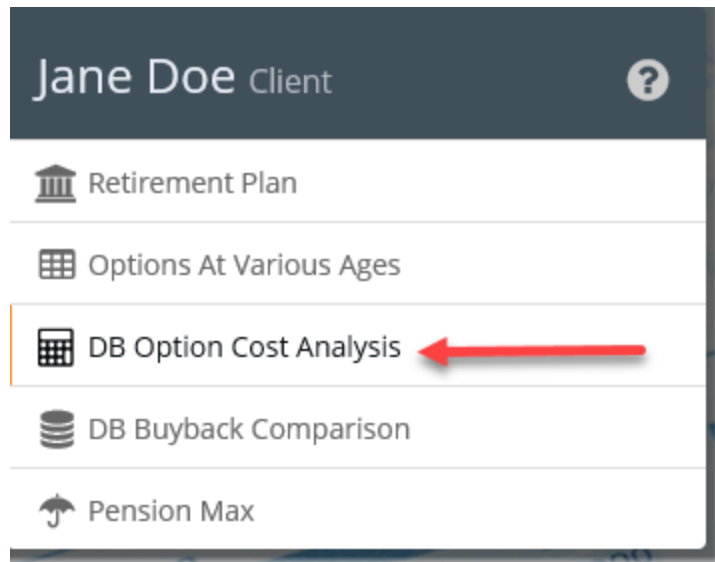 Jane Doe Client
Retirement Plan
Options At Various Ages
DB Option Cost Analysis
DB Buyback Comparison
Pension Max